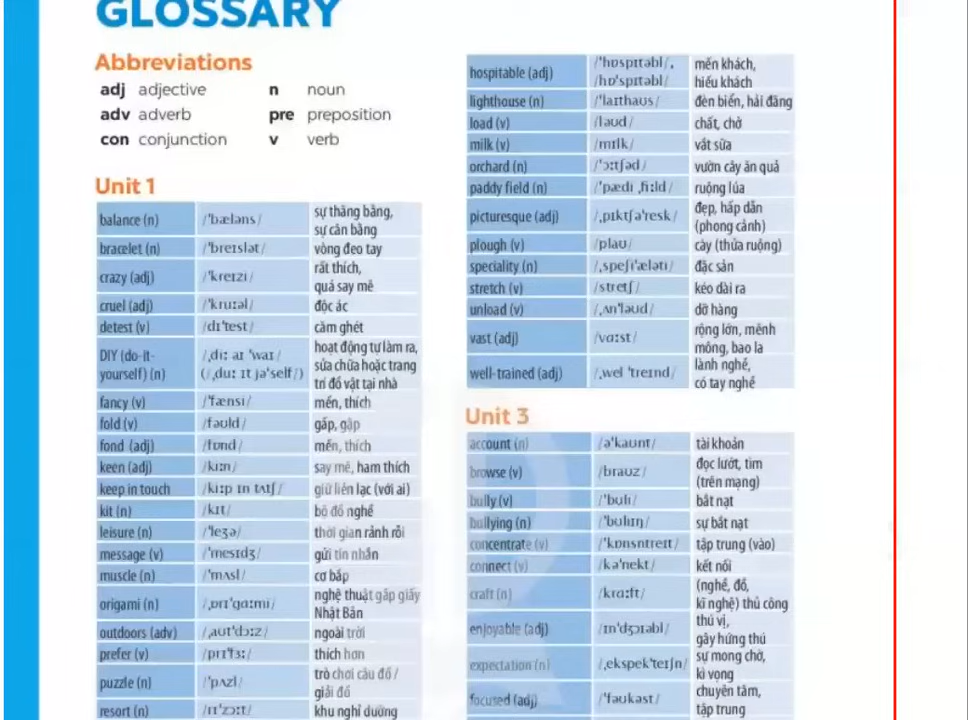 GLOSSARY
Abbreviations
adj adjective n noun
adv adverb pre preposition
con conjunction v verb
Unit 1
balance (n) /ˈbæləns/ sự thăng bằng,
sự cân bằng
bracelet (n) /ˈbreɪslət/ vòng đeo tay
crazy (adj) /ˈkreɪzi/ rất thích,
quá say mê
cruel (adj) /ˈkruːəl/ độc ác
detest (v) /dɪˈtest/ căm ghét
DIY (do-it-
yourself) (n) /ˌdiː aɪ ˈwaɪ/
(/ˌduː ɪt jəˈself/) hoạt động tự làm ra,
sửa chữa hoặc trang
trí đồ vật tại nhà
fancy (v) /ˈfænsi/ mến, thích
fold (v) /fəʊld/ gấp, gập
fond (adj) /fɒnd/ mến, thích
keen (adj) /kiːn/ say mê, ham thích
keep in touch /kiːp ɪn tʌtʃ/ giữ liên lạc (với ai)
kit (n) /kɪt/ bộ đồ nghề
leisure (n) /ˈleʒə/ thời gian rảnh rỗi
message (v) /ˈmesɪdʒ/ gửi tin nhắn
muscle (n) /ˈmʌsl/ cơ bắp
origami (n) /ˌɒrɪˈɡɑːmi/ nghệ thuật gấp giấy
Nhật Bản
outdoors (adv) /ˌaʊtˈdɔːz/ ngoài trời
prefer (v) /prɪˈfɜː/ thích hơn
puzzle (n) /ˈpʌzl/ trò chơi câu đố /
giải đố
resort (n) /rɪˈzɔːt/ khu nghỉ dưỡng
hospitable (adj) /ˈhɒspɪtəbl/,
/hɒˈspɪtəbl/ mến khách,
hiếu khách
lighthouse (n) /ˈlaɪthaʊs/ đèn biển, hải đăng
load (v) /ləʊd/ chất, chở
milk (v) /mɪlk/ vắt sữa
orchard (n) /ˈɔːtʃəd/ vườn cây ăn quả
paddy field (n) /ˈpædi ˌfiːld/ ruộng lúa
picturesque (adj) /ˌpɪktʃəˈresk/ đẹp, hấp dẫn
(phong cảnh)
plough (v) /plaʊ/ cày (thửa ruộng)
speciality (n) /ˌspeʃiˈæləti/ đặc sản
stretch (v) /stretʃ/ kéo dài ra
unload (v) /ˌʌnˈləʊd/ dỡ hàng
vast (adj) /vɑːst/ rộng lớn, mênh
mông, bao la
well-trained (adj) /ˌwel ˈtreɪnd/ lành nghề,
có tay nghề
Unit 3
account (n) /əˈkaʊnt/ tài khoản
browse (v) /braʊz/ đọc lướt, tìm
(trên mạng)
bully (v) /ˈbʊli/ bắt nạt
bullying (n) /ˈbʊliɪŋ/ sự bắt nạt
concentrate (v) /ˈkɒnsntreɪt/ tập trung (vào)
connect (v) /kəˈnekt/ kết nối
craft (n) /krɑːft/ (nghề, đồ,
kĩ nghệ) thủ công
enjoyable (adj) /ɪnˈdʒɔɪəbl/ thú vị,
gây hứng thú
expectation (n) /ˌekspekˈteɪʃn/ sự mong chờ,
kì vọng
focused (adj) /ˈfəʊkəst/ chuyên tâm,
tập trung